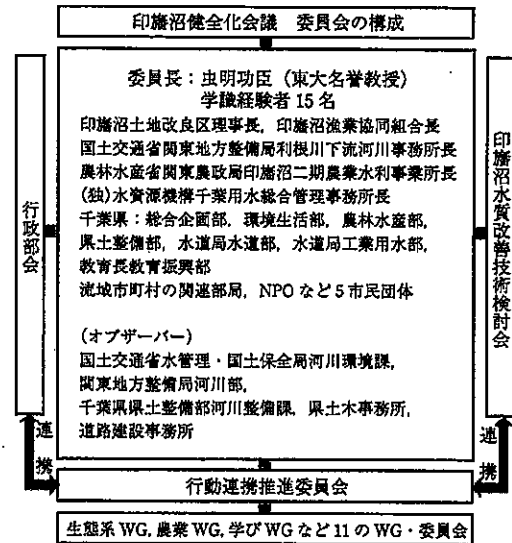 印旛沼健全化会議 委員会の構成
委員長：虫明功臣（東大名誉教授）
学識経験者 15 名
印旛沼土地改良区理事長，印旛沼漁業協同組合長
国土交通省関東地方整備局利根川下流河川事務所長
農林水産省関東農政局印旛沼二期農業水利事業所長
(独)水資源機構千葉用水総合管理事務所長
千葉県：総合企画部，環境生活部，農林水産部，
県土整備部，水道局水道部，水道局工業用水部，
教育長教育振興部
流域市町村の関連部局，NPO など 5 市民団体
(オブザーバー)
国土交通省水管理・国土保全局河川環境課，
関東地方整備局河川部，
千葉県県土整備部河川整備課，県土木事務所，
道路建設事務所
行政部会
印旛沼水質改善技術検討会
連携
連携
行動連携推進委員会
生態系 WG, 農業 WG, 学び WG など 11 の WG・委員会